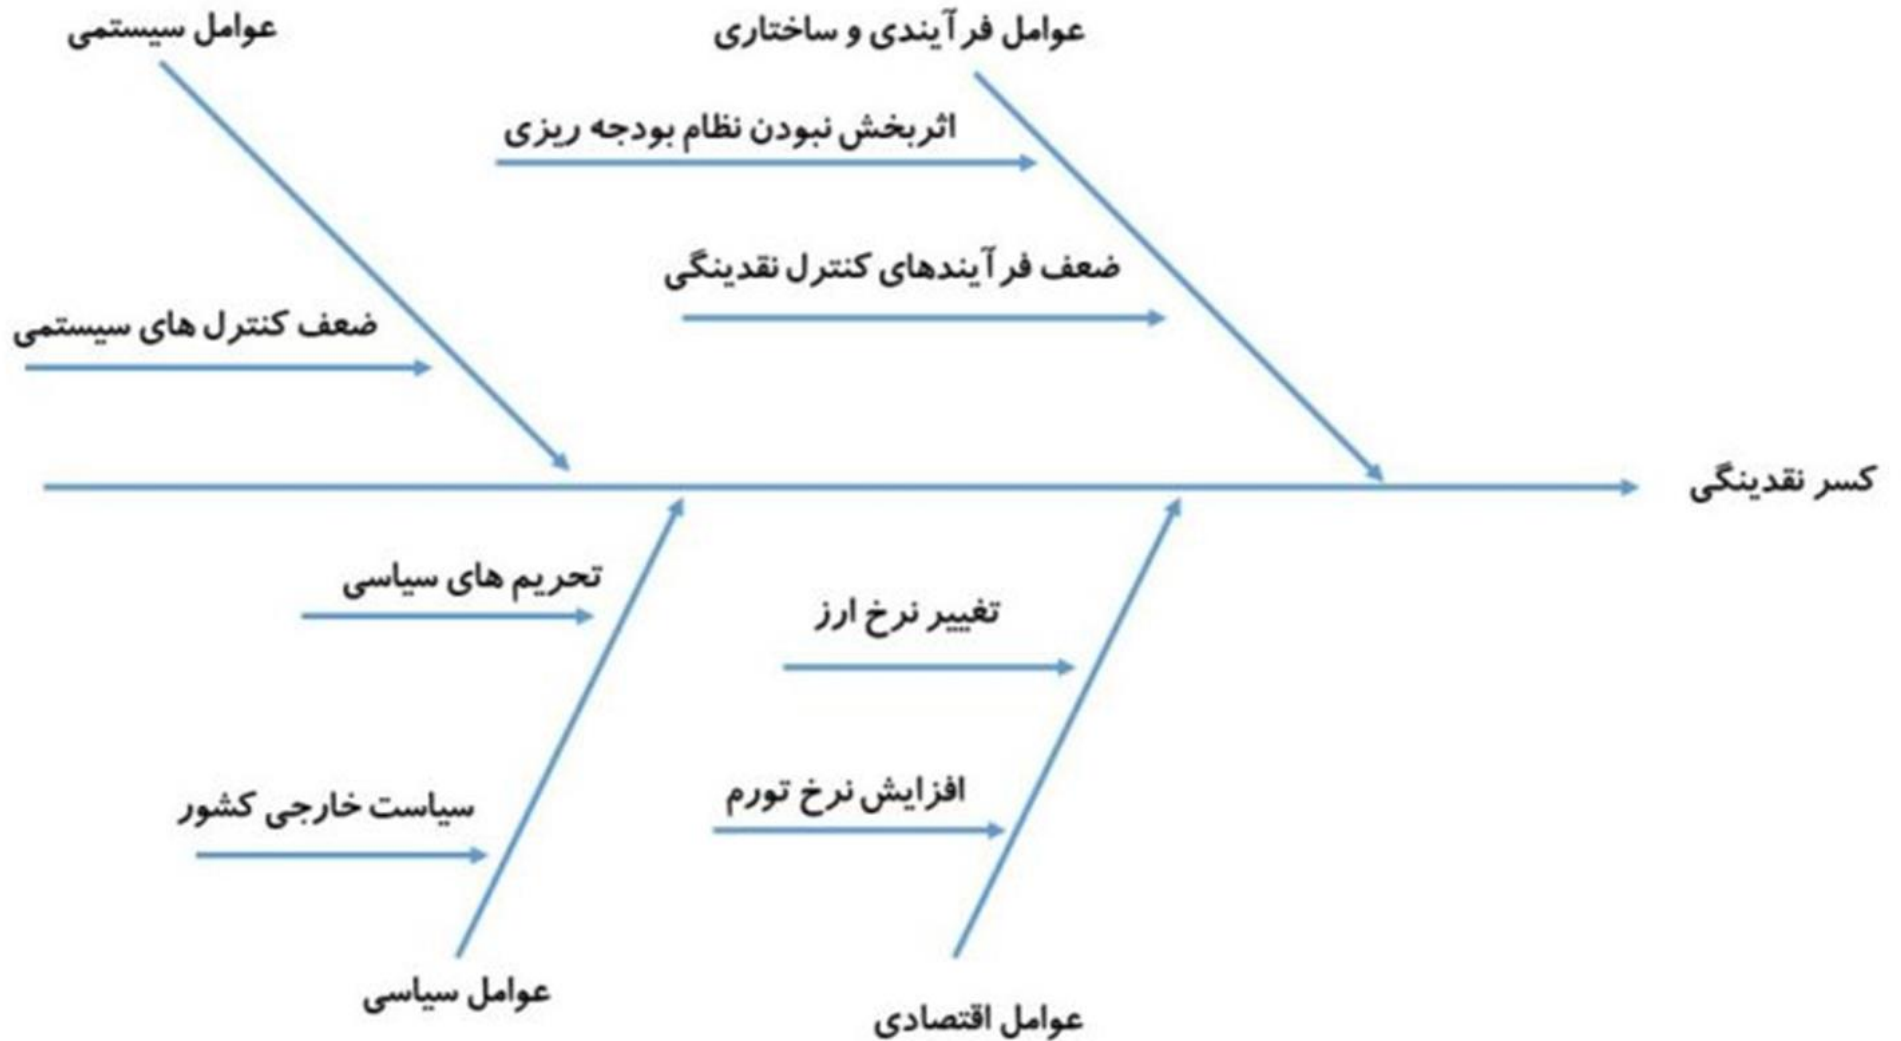 عوامل فرآیندی و ساختاری
عوامل سیستمی
اثربخش نبودن نظام بودجه ریزی
ضعف فرآیندهای کنترل نقدینگی
ضعف کنترل های سیستمی
کسر نقدینگی
تحریم های سیاسی
تغییر نرخ ارز
افزایش نرخ تورم
سیاست خارجی کشور
عوامل اقتصادی
عوامل سیاسی